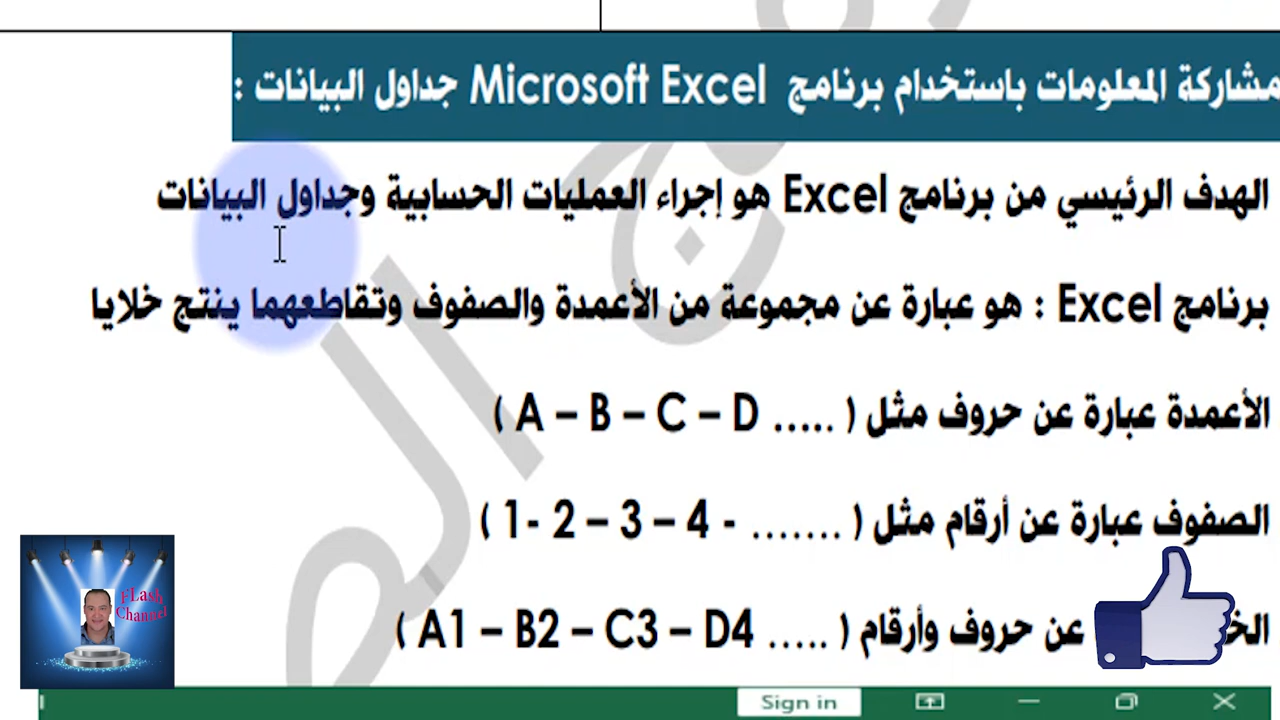 مشاركة المعلومات باستخدام برنامج Microsoft Excel جداول البيانات :
الهدف الرئيسي من برنامج Excel هو إجراء العمليات الحسابية وجداول البيانات
برنامج Excel : هو عبارة عن مجموعة من الأعمدة والصفوف وتقاطعهما ينتج خلايا
الأعمدة عبارة عن حروف مثل ( A – B – C – D ..... )
الصفوف عبارة عن أرقام مثل ( 1- 2 – 3 – 4 - ....... )
عن حروف وأرقام ( A1 – B2 – C3 – D4 ..... )
FLash
Channel
Sign in